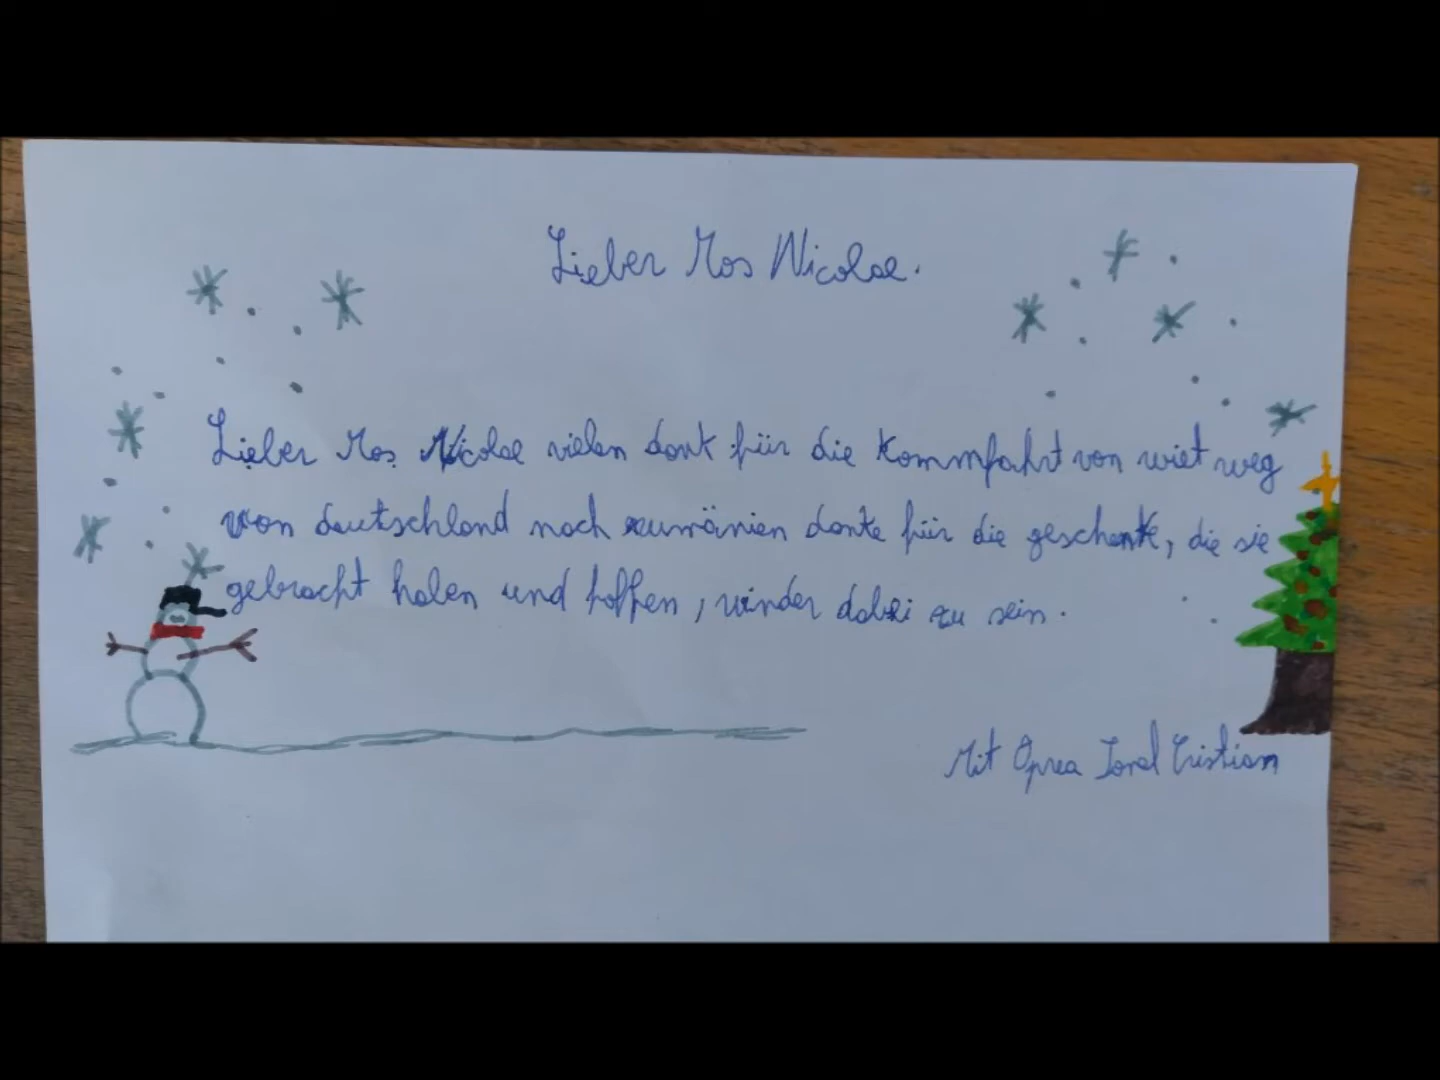 Lieber Mos Nicolae.
Lieber Mos Nicolae vielen dank für die Kommfahrt von wiet weg
von deutschland nach rumänien danke für die geschenke, die sie
gebracht haben und hoffen, winder dabei zu sein.
Mit Oprea Ionel Cristian